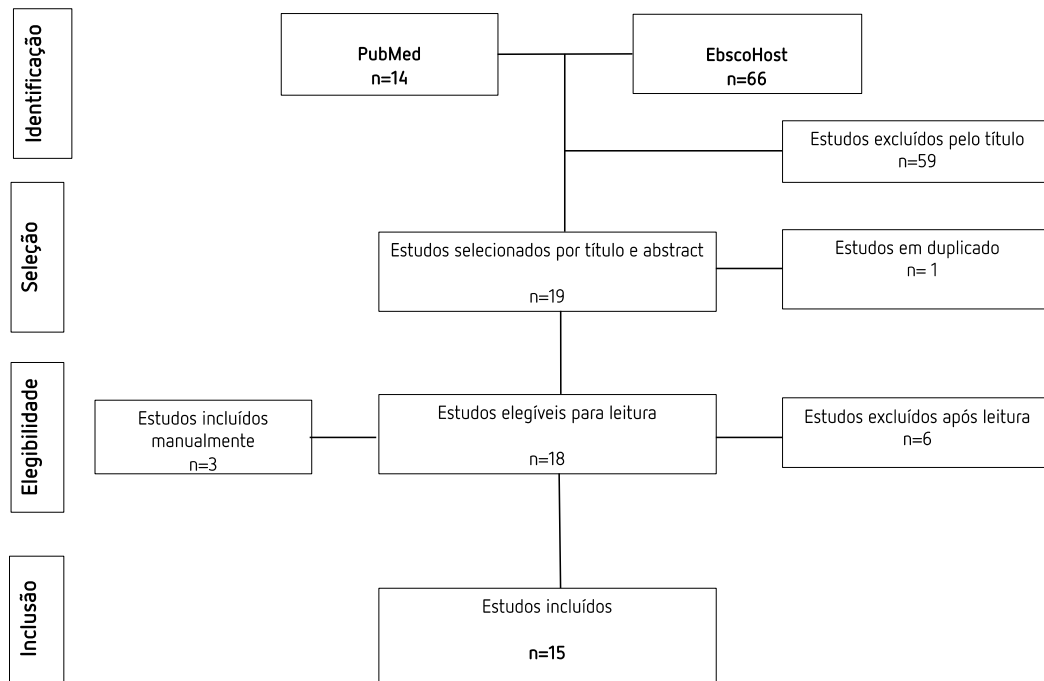 Identificação
PubMed
n=14
EbscoHost
n=66
Estudos excluídos pelo título
n=59
Seleção
Estudos selecionados por título e abstract
n=19
Estudos em duplicado
n= 1
Elegibilidade
Estudos incluídos
manualmente
n=3
Estudos elegíveis para leitura
n=18
Estudos excluídos após leitura
n=6
Inclusão
Estudos incluídos
n=15